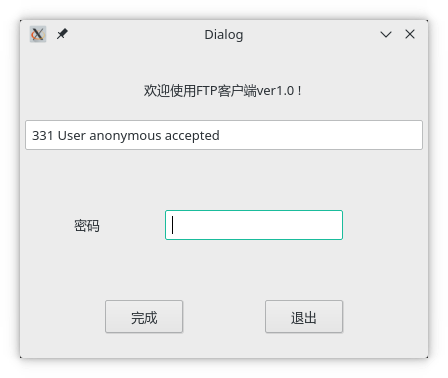 Dialog
欢迎使用FTP客户端ver1.0！
331 User anonymous accepted
密码
完成
退出